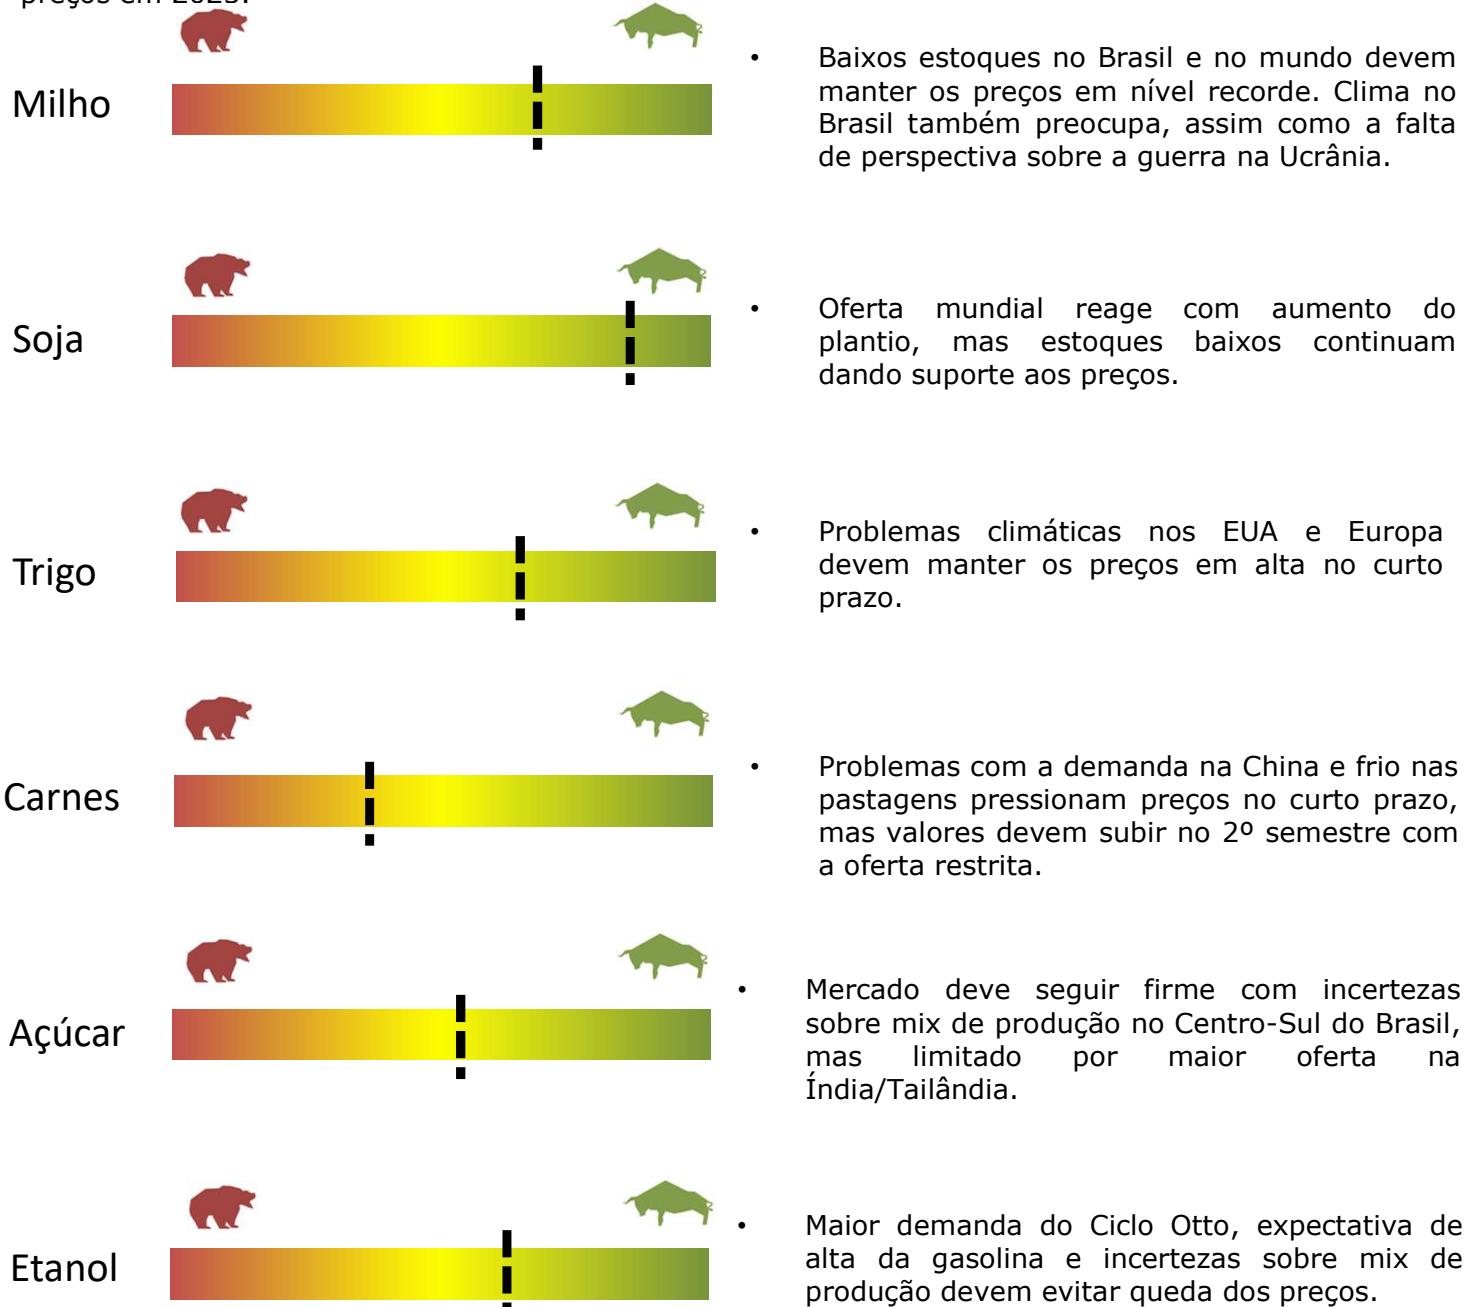 preços em 2023.
Milho
Baixos estoques no Brasil e no mundo devem
manter os preços em nível recorde. Clima no
Brasil também preocupa, assim como a falta
de perspectiva sobre a guerra na Ucrânia.
Soja
Oferta mundial reage com aumento do
plantio, mas estoques baixos continuam
dando suporte aos preços.
Trigo
Problemas climáticas nos EUA e Europa
devem manter os preços em alta no curto
prazo.
Carnes
Problemas com a demanda na China e frio nas
pastagens pressionam preços no curto prazo,
mas valores devem subir no 2º semestre com
a oferta restrita.
Açúcar
Mercado deve seguir firme com incertezas
sobre mix de produção no Centro-Sul do Brasil,
mas limitado por maior oferta na
Índia/Tailândia.
Etanol
Maior demanda do Ciclo Otto, expectativa de
alta da gasolina e incertezas sobre mix de
produção devem evitar queda dos preços.